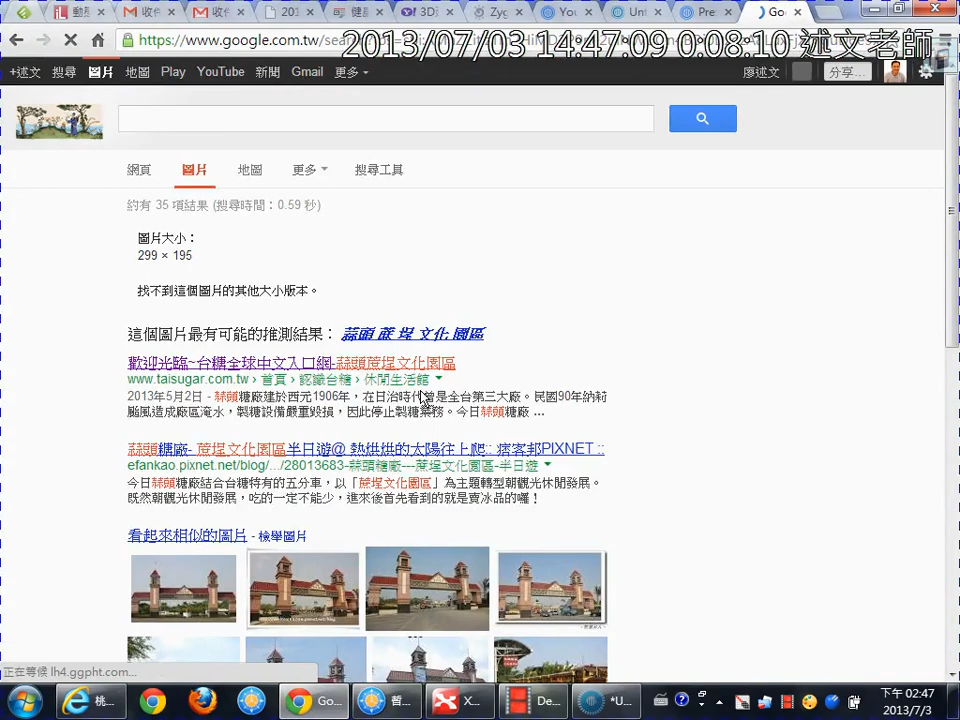 收件
收件
201
健
3D
Zyg
You
Un
Pre
Go
https://www.google.com.tw/sea
2013/07/03 14:47:09 0:08:10 述文老師
+述文 搜尋 圖片 地圖 Play YouTube 新聞 Gmail 更多
廖述文 分享...
網頁 圖片 地圖 更多 搜尋工具
約有 35 項結果 (搜尋時間：0.59 秒)
圖片大小：
299 × 195
找不到這個圖片的其他大小版本。
這個圖片最有可能的推測結果： 蒜頭 蔗 埕 文化 園區
歡迎光臨~台糖全球中文入口網-蒜頭蔗埕文化園區
www.taisugar.com.tw › 首頁 › 認識台糖 › 休閒生活館
2013年5月2日 - 蒜頭糖廠建於西元1906年，在日治時代曾是全台第三大廠。民國90年納莉
颱風造成廠區淹水，製糖設備嚴重毀損，因此停止製糖業務。今日蒜頭糖廠 ...
蒜頭糖廠- 蔗埕文化園區半日遊@ 熱烘烘的太陽往上爬:: 痞客邦PIXNET ::
efankao.pixnet.net/blog/.../28013683-蒜頭糖廠---蔗埕文化園區-半日遊
今日蒜頭糖廠結合台糖特有的五分車，以「蔗埕文化園區」為主題轉型朝觀光休閒發展。
既然朝觀光休閒發展，吃的一定不能少，進來後首先看到的就是賣冰品的囉！
看起來相似的圖片 - 檢舉圖片
正在等候 lh4.ggpht.com...
桃...
Go...
暫...
X...
De...
*U...
下午 02:47
2013/7/3